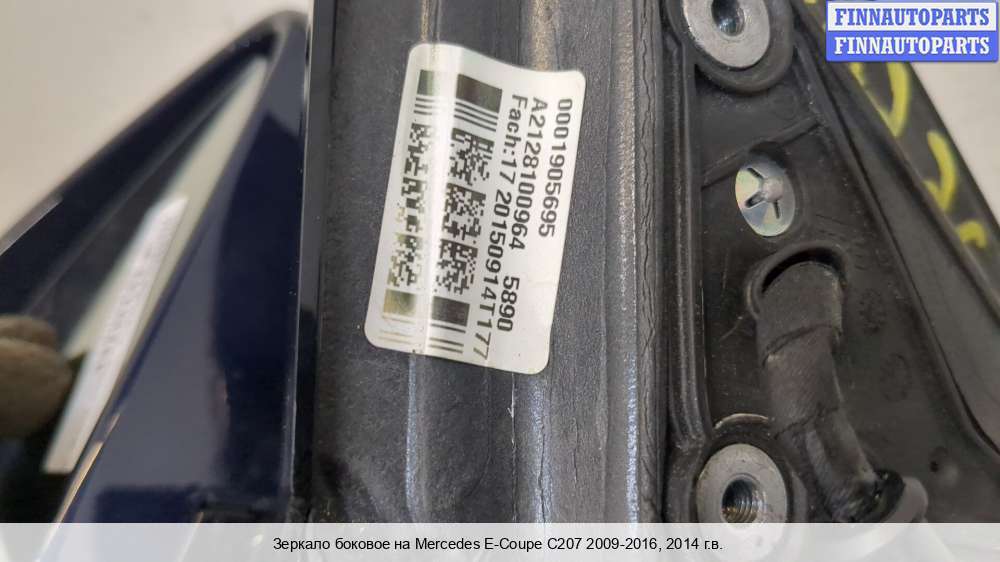 FINNAUTOPARTS
FINNAUTOPARTS
0001905695
A2128100964 5890
Fach:17 20150914T177
Зеркало боковое на Mercedes E-Coupe C207 2009-2016, 2014 г.в.